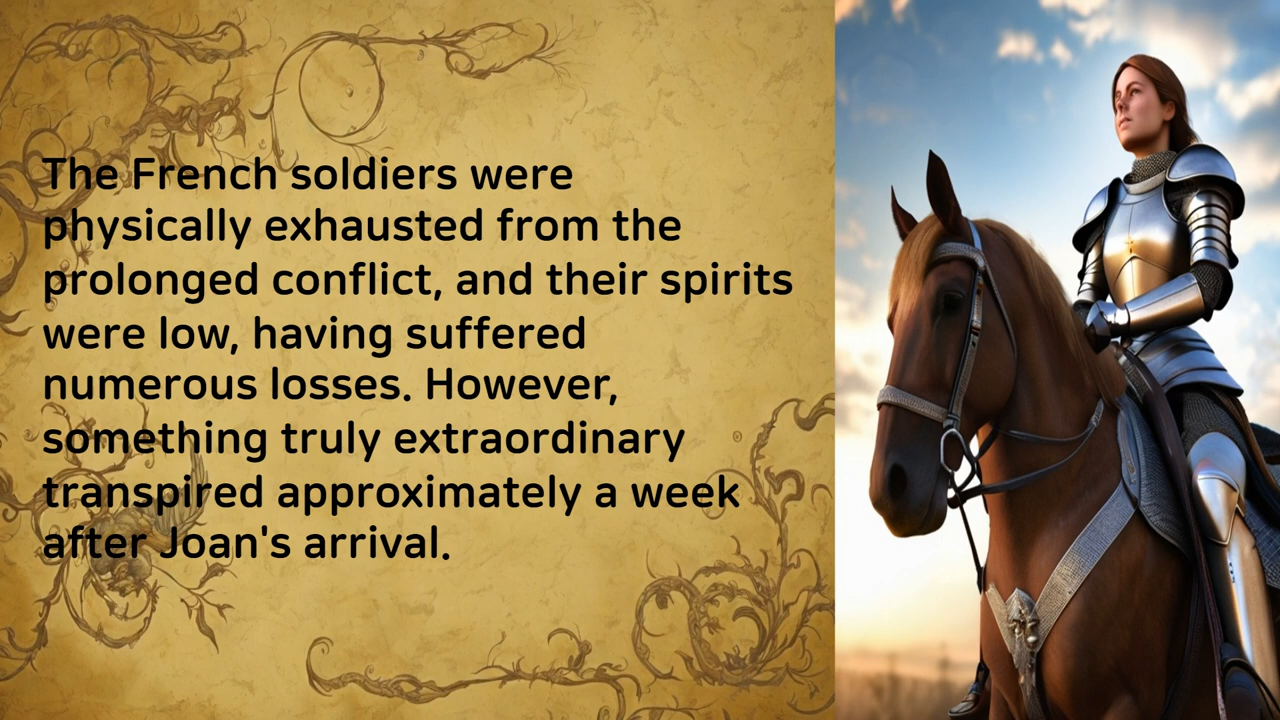 The French soldiers were
physically exhausted from the
prolonged conflict, and their spirits
were low, having suffered
numerous losses. However,
something truly extraordinary
transpired approximately a week
after Joan's arrival.